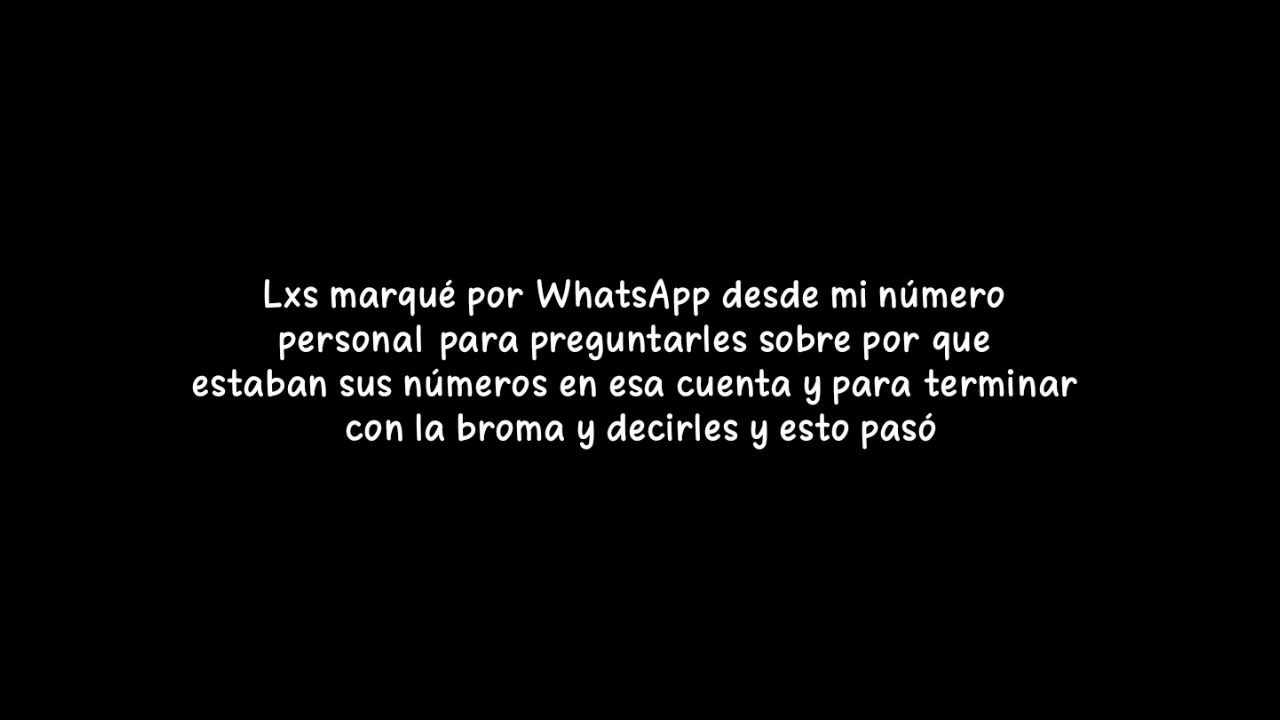 Lxs marqué por WhatsApp desde mi número
personal para preguntarles sobre por que
estaban sus números en esa cuenta y para terminar
con la broma y decirles y esto pasó